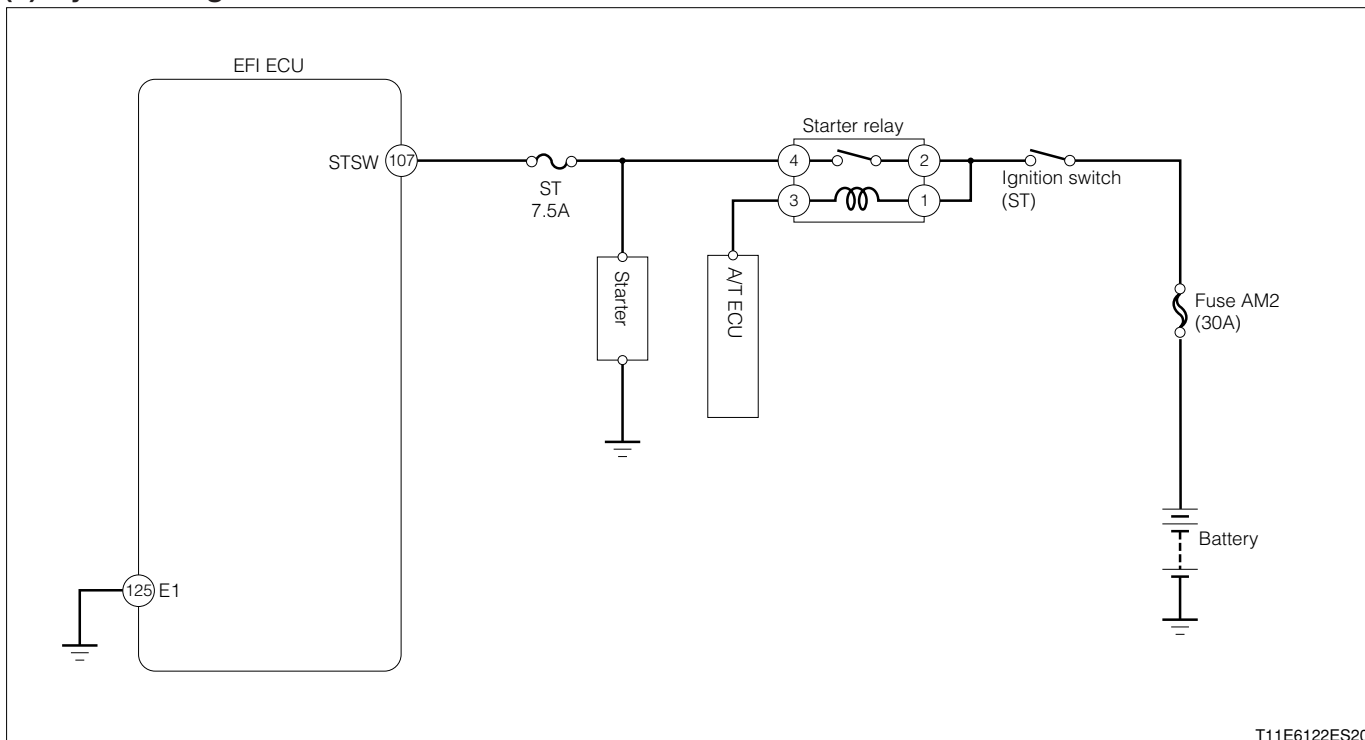 EFI ECU
STSW 107
ST
7.5A
Starter relay
4
2
3
1
Ignition switch
(ST)
Starter
A/T ECU
Fuse AM2
(30A)
Battery
125 E1
T11E6122ES20